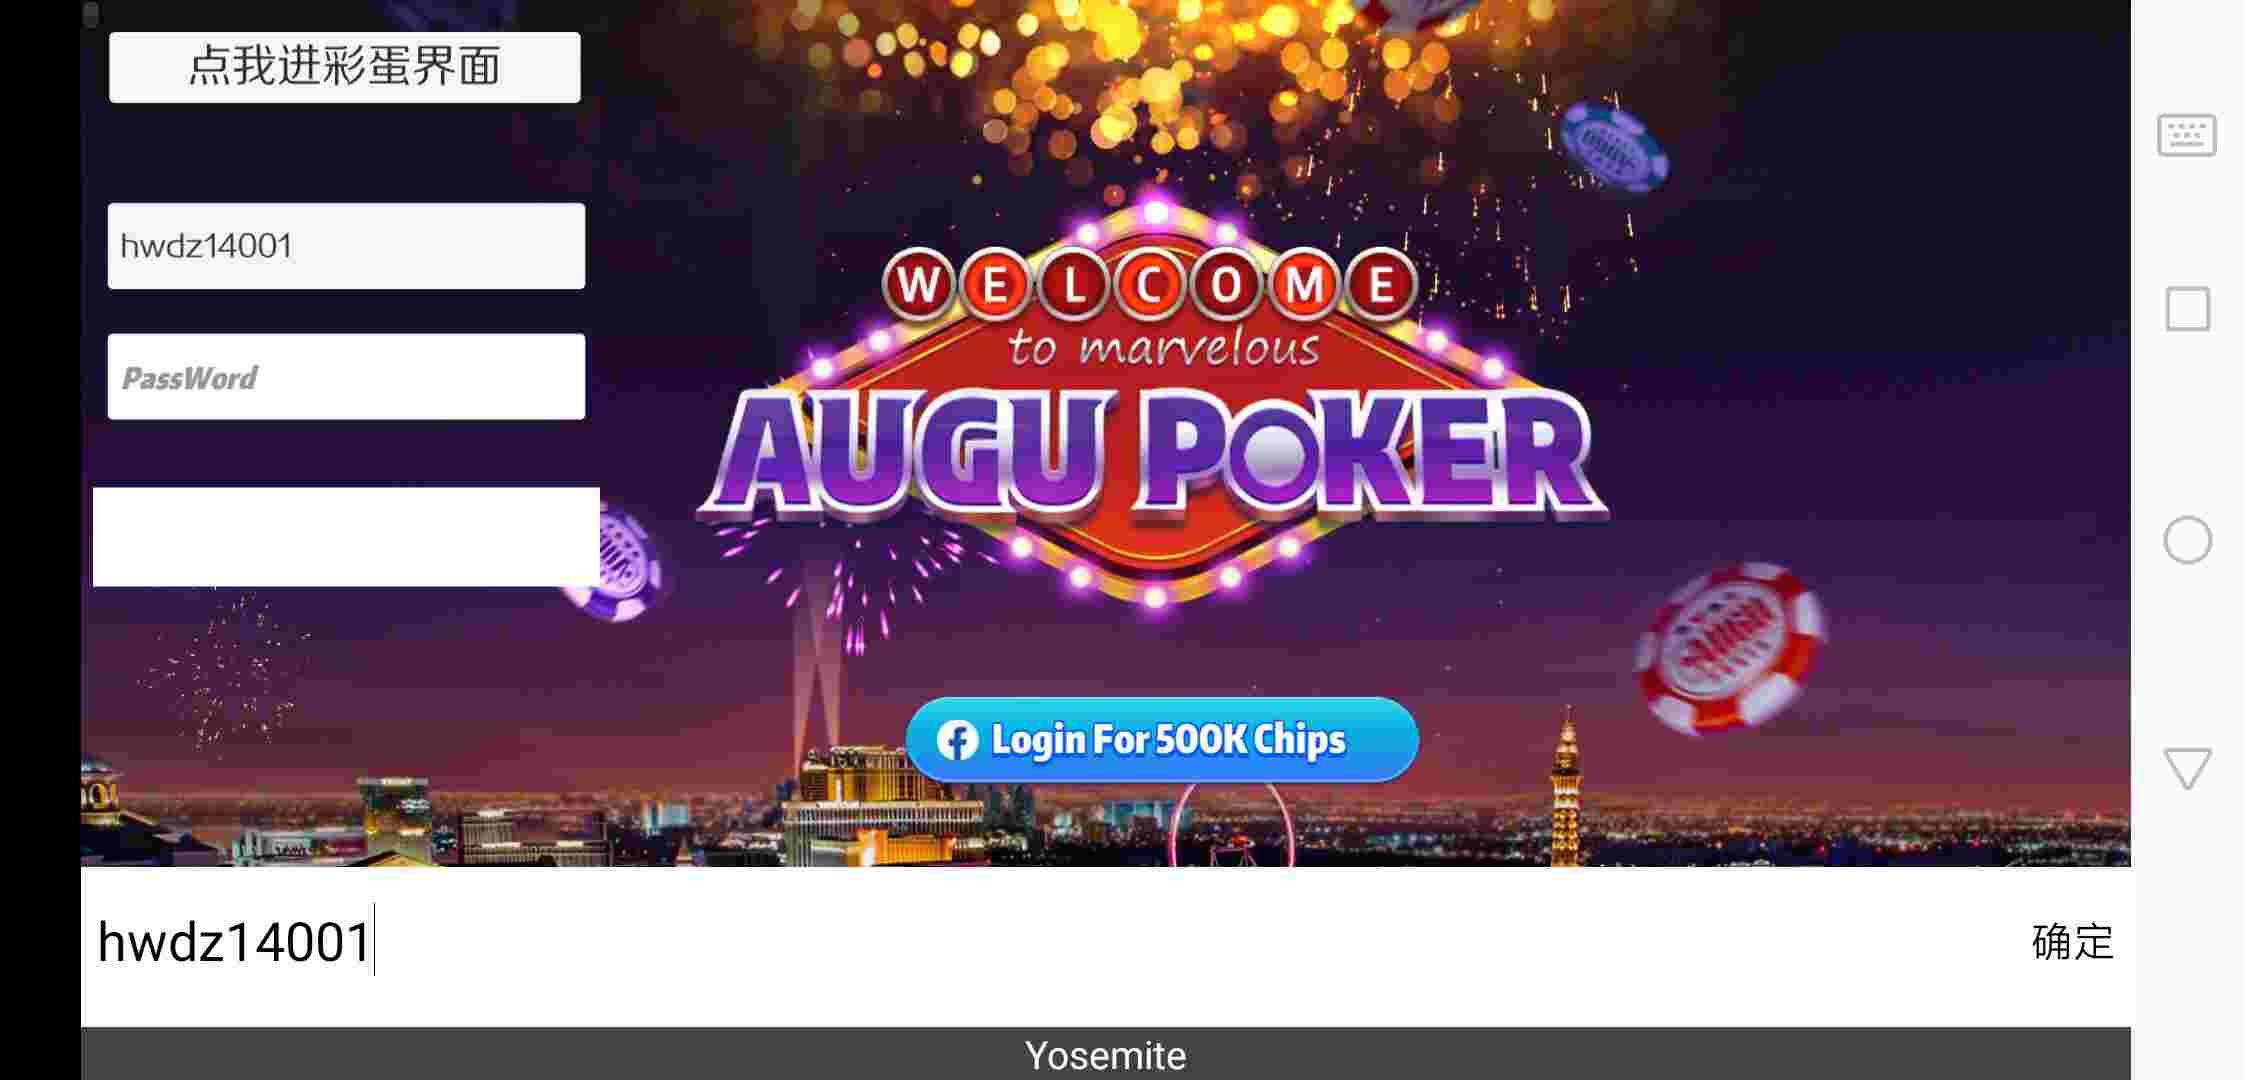 点我进彩蛋界面
hwdz14001
PassWord
WELCOME
to marvelous
AUGU POKER
Login For 500K Chips
hwdz14001
确定
Yosemite